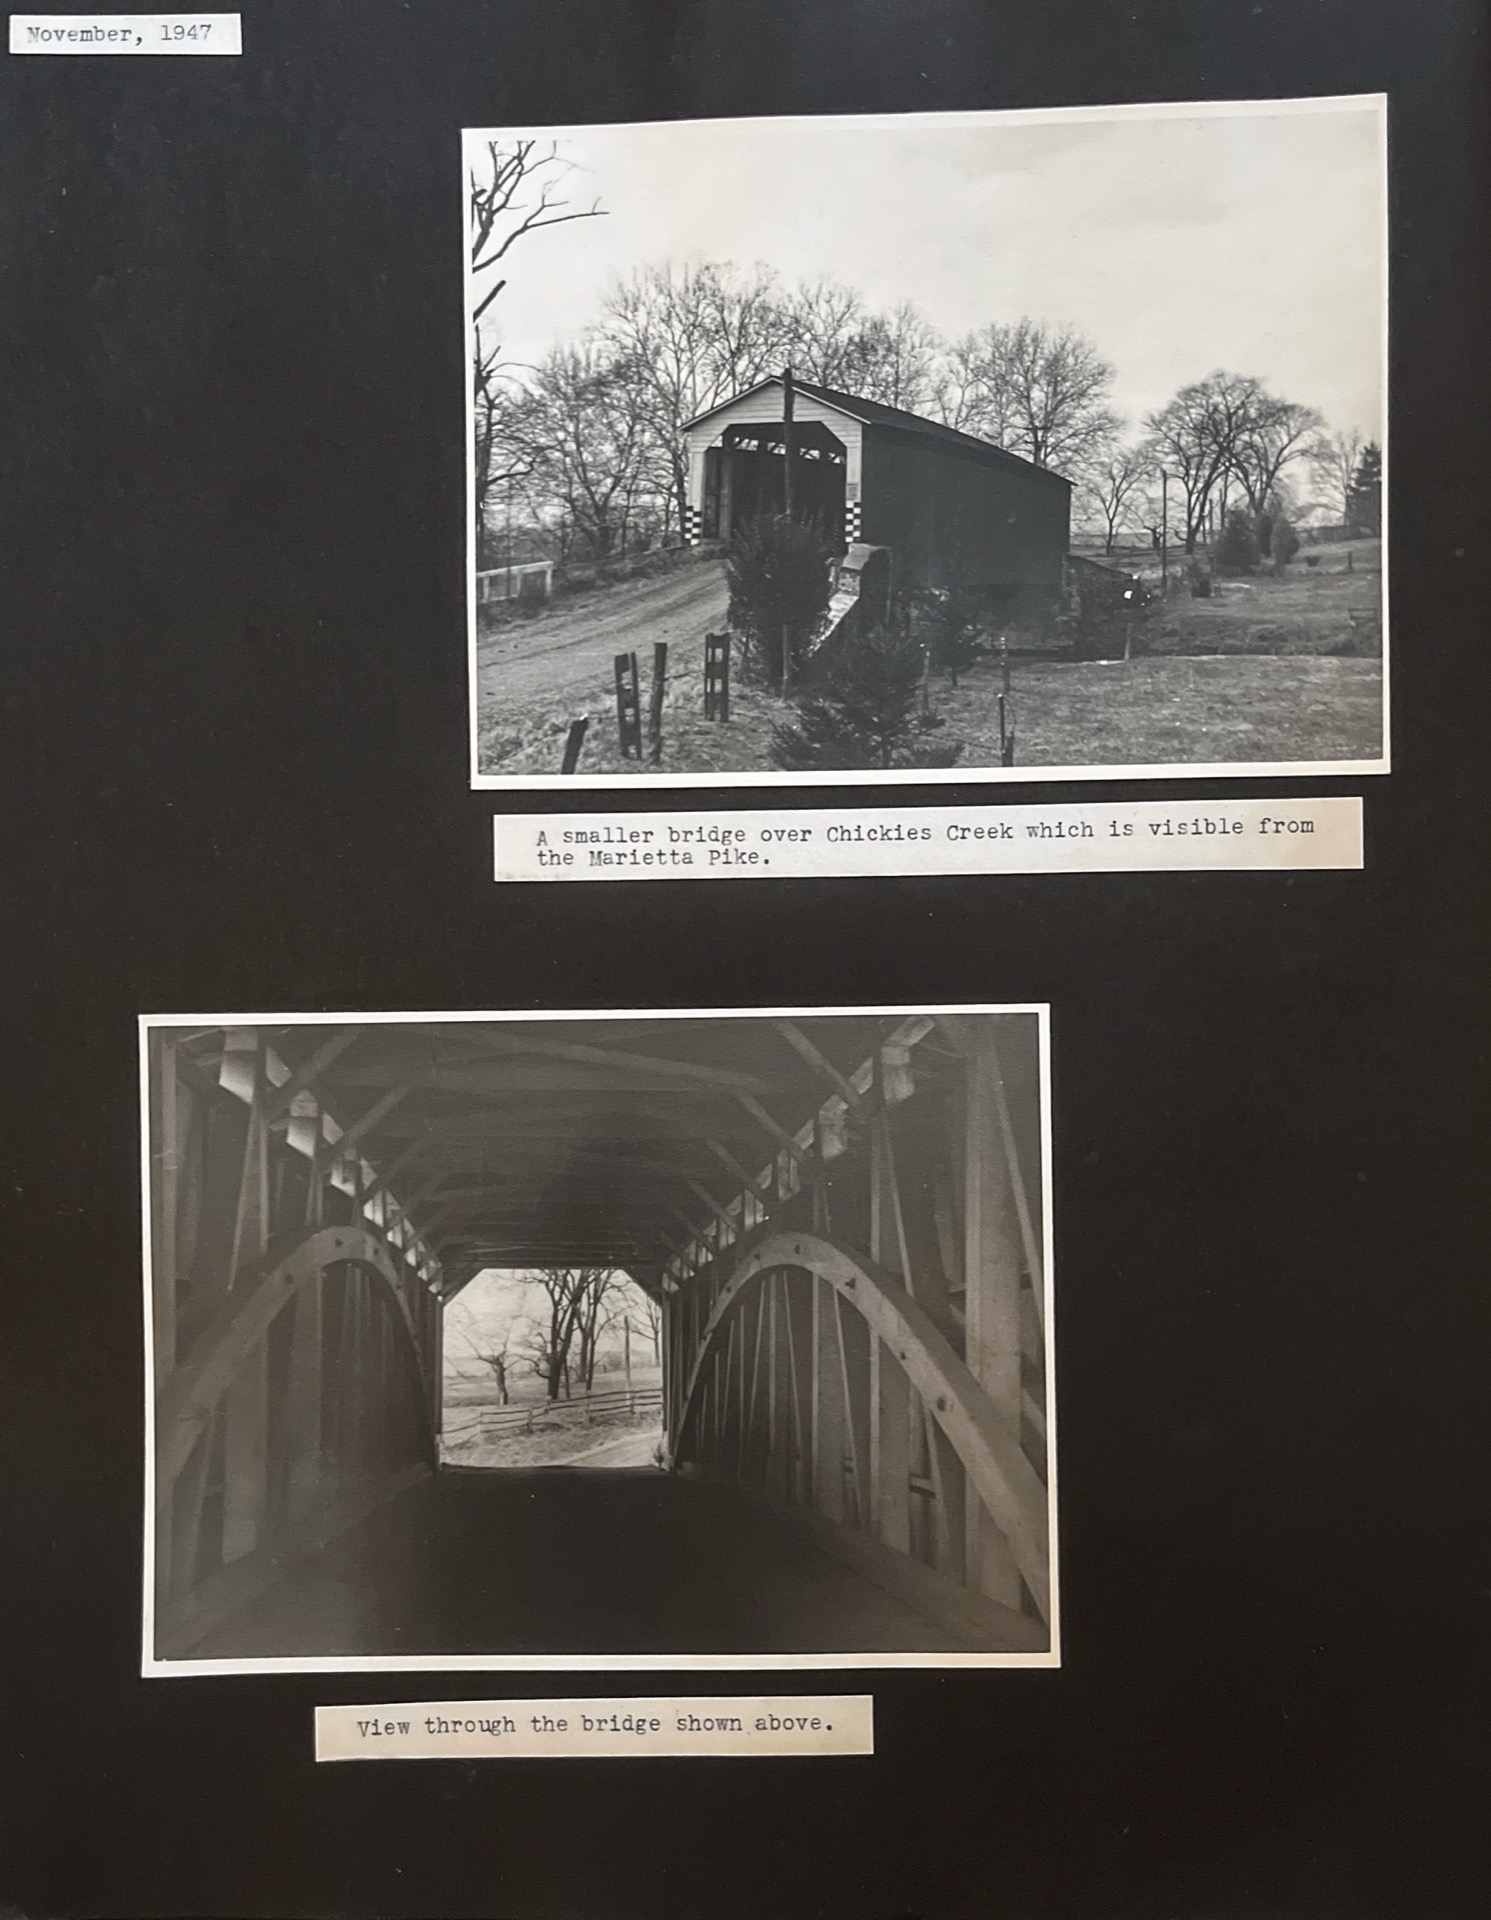 November, 1947
A smaller bridge over Chickies Creek which is visible from
the Marietta Pike.
View through the bridge shown above.